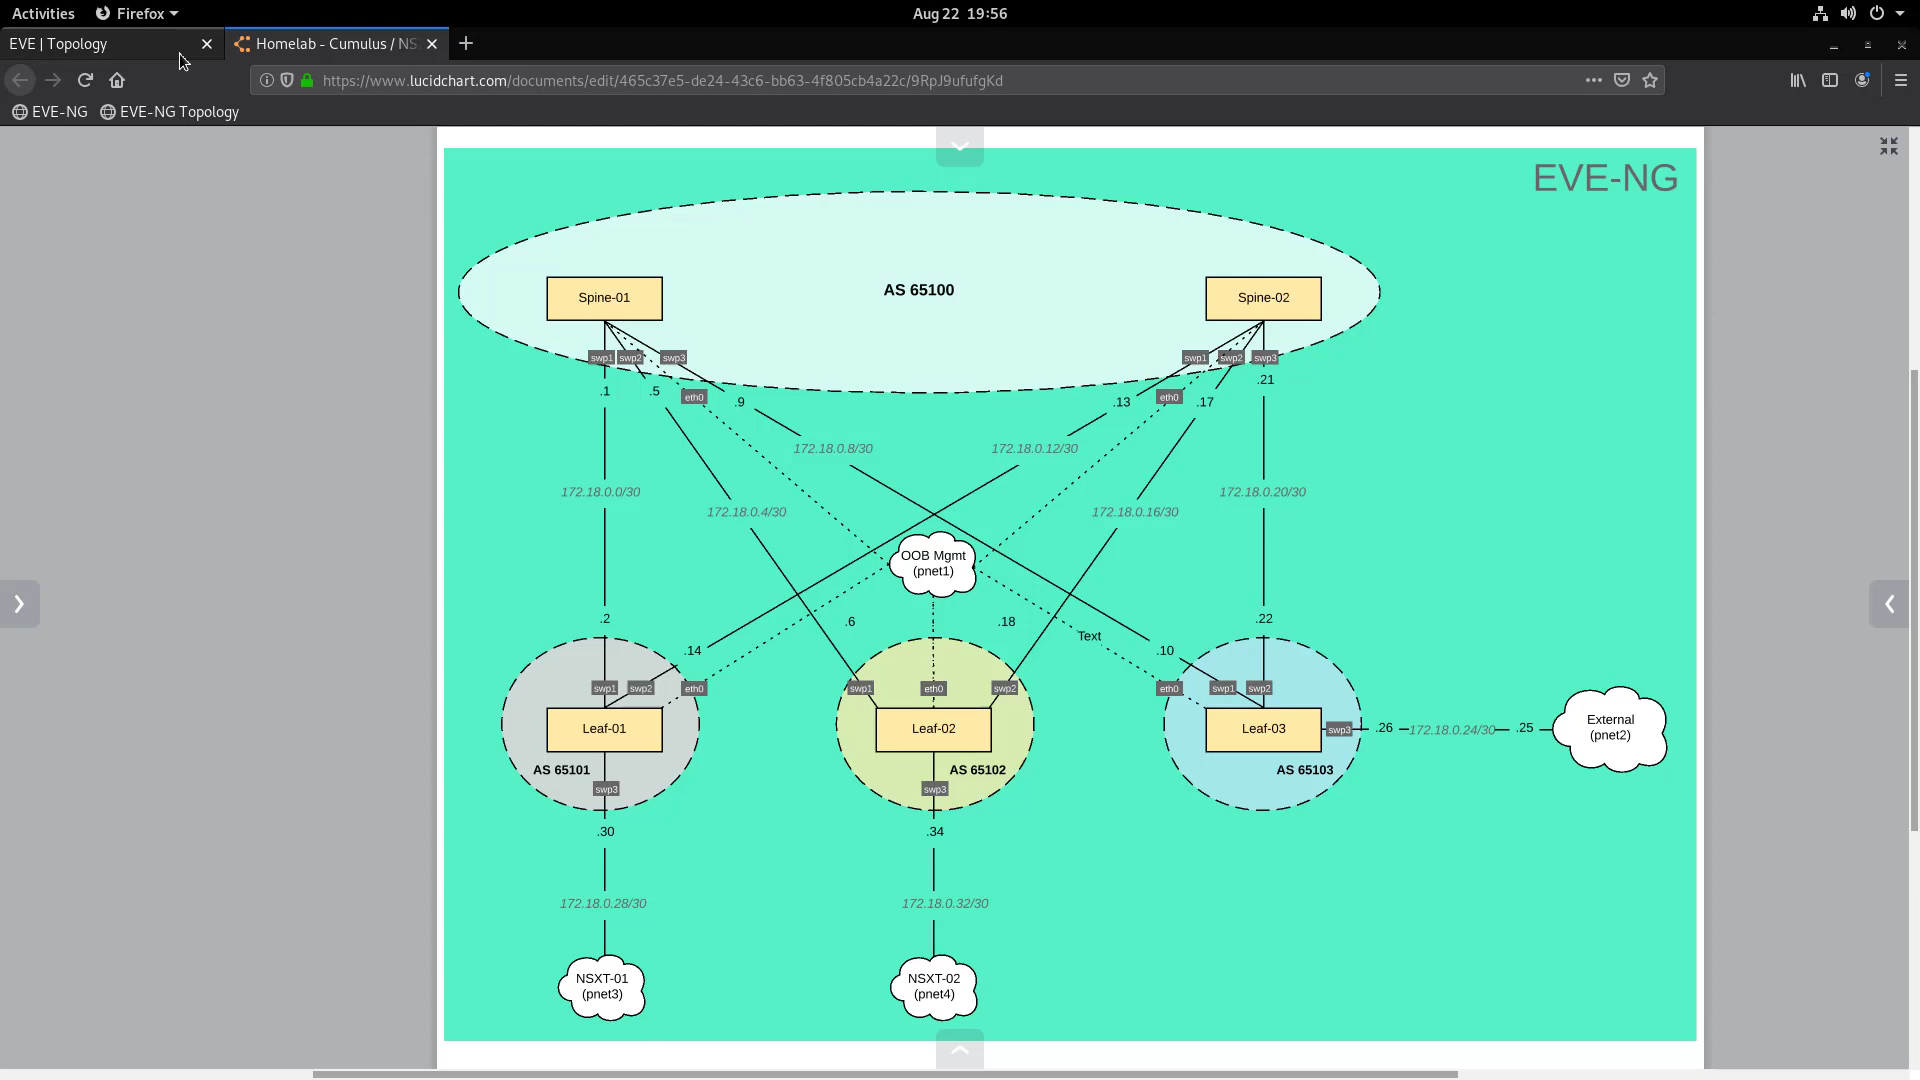 Activities
Firefox
Aug 22 19:56
EVE | Topology
Homelab - Cumulus / NS
https://www.lucidchart.com/documents/edit/465c37e5-de24-43c6-bb63-4f805cb4a22c/9RpJ9ufufgKd
EVE-NG
EVE-NG Topology
EVE-NG
AS 65100
Spine-01
Spine-02
swp1
swp2
swp3
swp1
swp2
swp3
.1
.5
eth0
.9
.13
eth0
.17
.21
172.18.0.8/30
172.18.0.12/30
172.18.0.0/30
172.18.0.4/30
172.18.0.16/30
172.18.0.20/30
OOB Mgmt
(pnet1)
.2
.14
.6
.18
Text
.10
.22
swp1
swp2
eth0
swp1
eth0
swp2
eth0
swp1
swp2
Leaf-01
Leaf-02
Leaf-03
swp3
.26
172.18.0.24/30
.25
External
(pnet2)
AS 65101
AS 65102
AS 65103
swp3
swp3
.30
.34
172.18.0.28/30
172.18.0.32/30
NSXT-01
(pnet3)
NSXT-02
(pnet4)